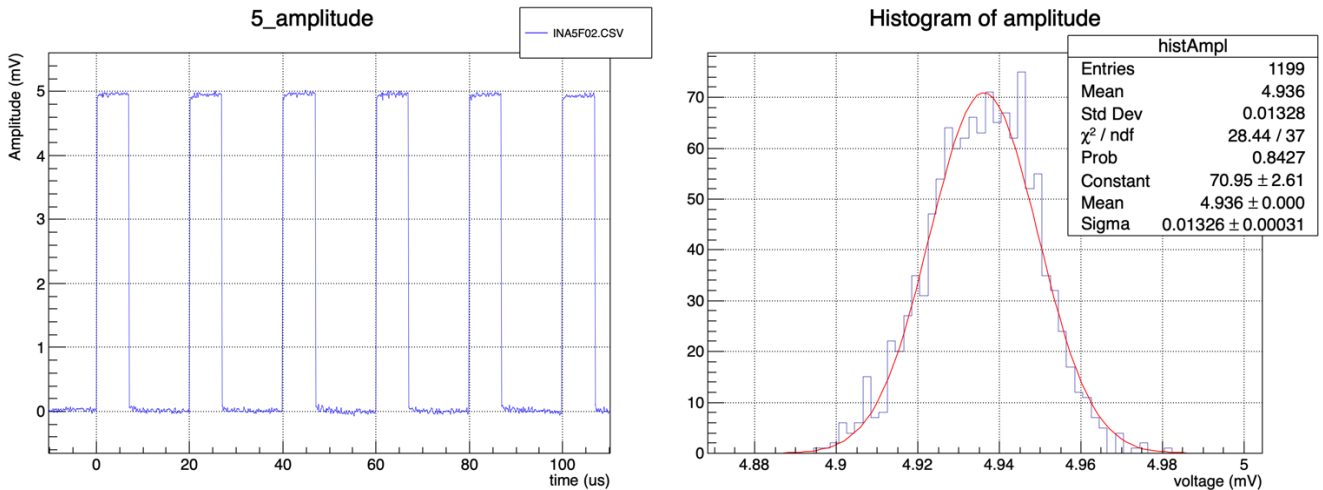 5_amplitude
INA5F02.CSV
Amplitude (mV)
5
4
3
2
1
0
0 20 40 60 80 100
time (us)
Histogram of amplitude
histAmpl
Entries 1199
Mean 4.936
Std Dev 0.01328
χ² / ndf 28.44 / 37
Prob 0.8427
Constant 70.95 ± 2.61
Mean 4.936 ± 0.000
Sigma 0.01326 ± 0.00031
70
60
50
40
30
20
10
0
4.88 4.9 4.92 4.94 4.96 4.98 5
voltage (mV)